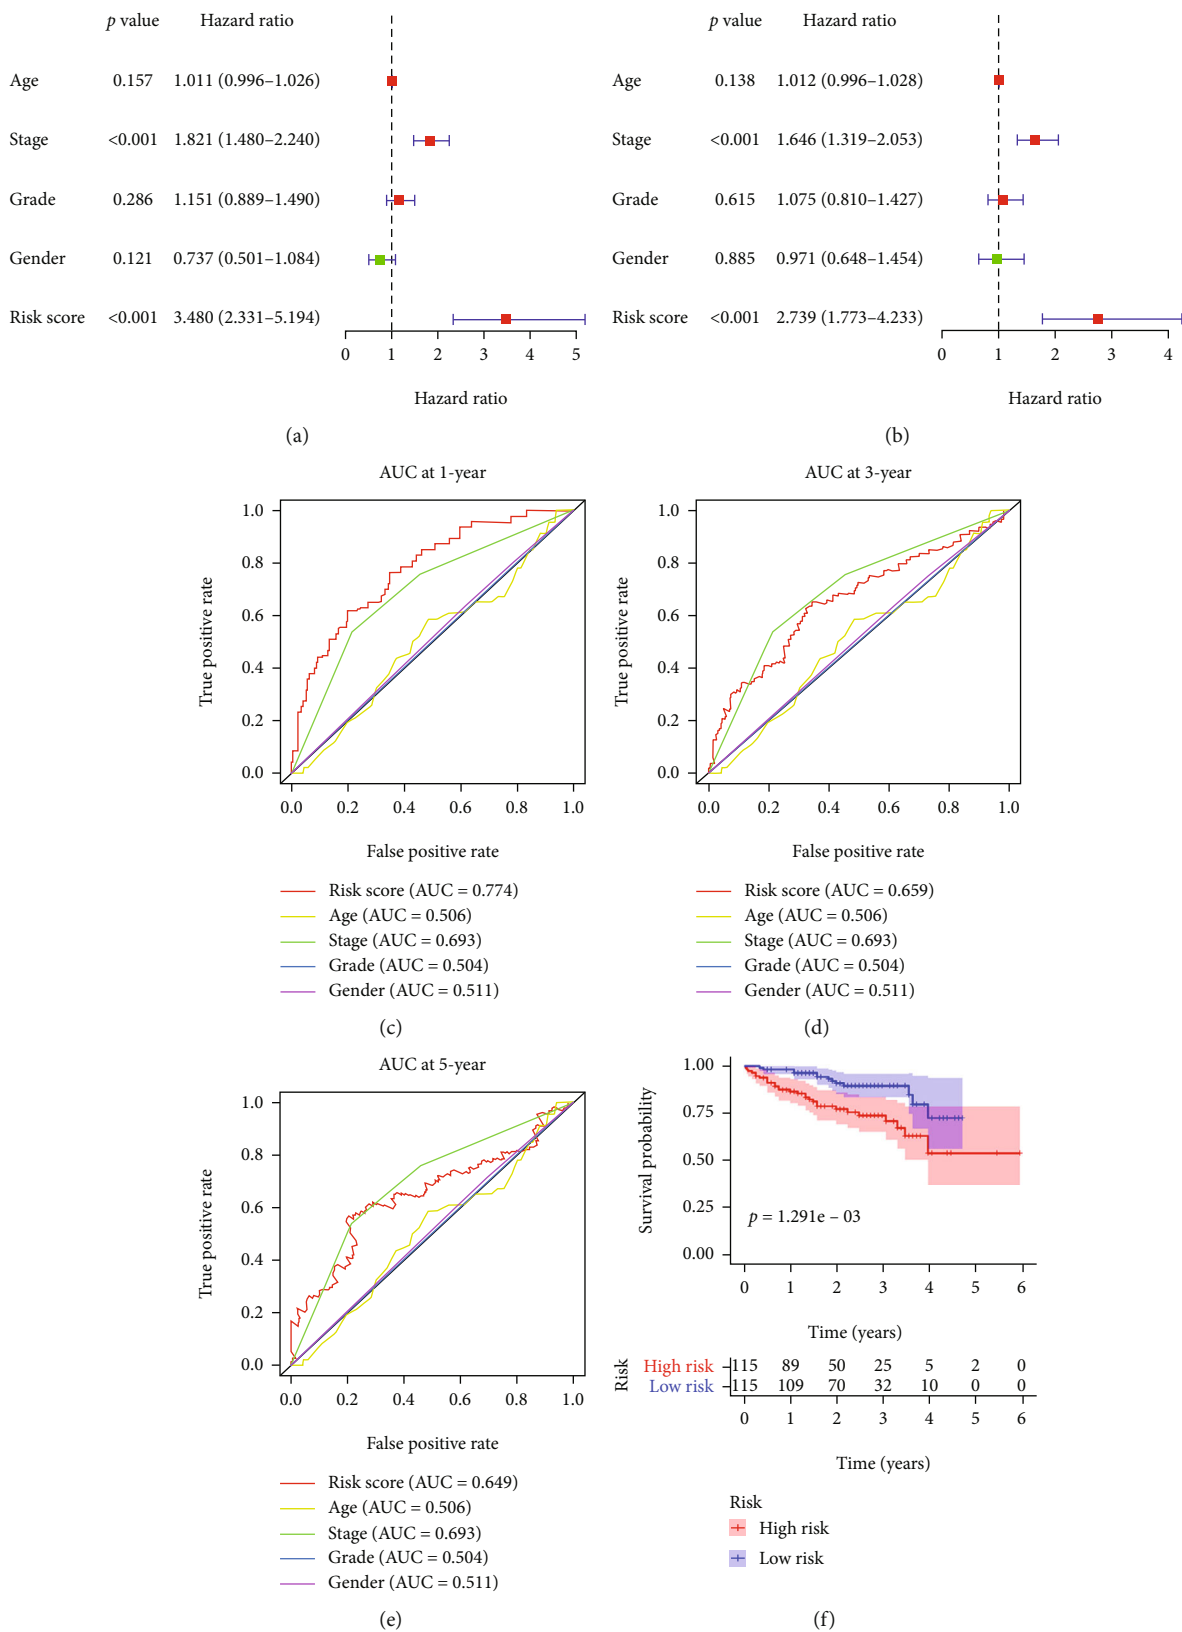 p value Hazard ratio
Age 0.157 1.011 (0.996–1.026)
Stage <0.001 1.821 (1.480–2.240)
Grade 0.286 1.151 (0.889–1.490)
Gender 0.121 0.737 (0.501–1.084)
Risk score <0.001 3.480 (2.331–5.194)
0 1 2 3 4 5
Hazard ratio
(a)
p value Hazard ratio
Age 0.138 1.012 (0.996–1.028)
Stage <0.001 1.646 (1.319–2.053)
Grade 0.615 1.075 (0.810–1.427)
Gender 0.885 0.971 (0.648–1.454)
Risk score <0.001 2.739 (1.773–4.233)
0 1 2 3 4
Hazard ratio
(b)
AUC at 1-year
True positive rate
1.0
0.8
0.6
0.4
0.2
0.0
0.0 0.2 0.4 0.6 0.8 1.0
False positive rate
Risk score (AUC = 0.774)
Age (AUC = 0.506)
Stage (AUC = 0.693)
Grade (AUC = 0.504)
Gender (AUC = 0.511)
(c)
AUC at 3-year
True positive rate
1.0
0.8
0.6
0.4
0.2
0.0
0.0 0.2 0.4 0.6 0.8 1.0
False positive rate
Risk score (AUC = 0.659)
Age (AUC = 0.506)
Stage (AUC = 0.693)
Grade (AUC = 0.504)
Gender (AUC = 0.511)
(d)
AUC at 5-year
True positive rate
1.0
0.8
0.6
0.4
0.2
0.0
0.0 0.2 0.4 0.6 0.8 1.0
False positive rate
Risk score (AUC = 0.649)
Age (AUC = 0.506)
Stage (AUC = 0.693)
Grade (AUC = 0.504)
Gender (AUC = 0.511)
(e)
Survival probability
1.00
0.75
0.50
0.25
0.00
p = 1.291e – 03
0 1 2 3 4 5 6
Time (years)
Risk
High risk 115 89 50 25 5 2 0
Low risk 115 109 70 32 10 0 0
0 1 2 3 4 5 6
Time (years)
Risk
High risk
Low risk
(f)